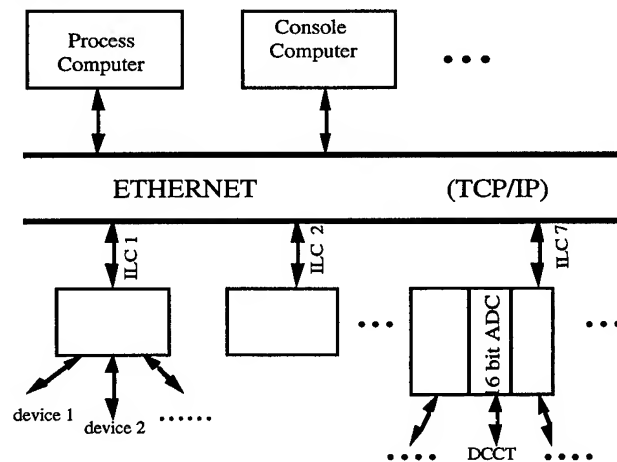 Process
Computer
Console
Computer
ETHERNET (TCP/IP)
ILC 1
ILC 2
ILC 7
16 bit ADC
device 1
device 2
DCCT